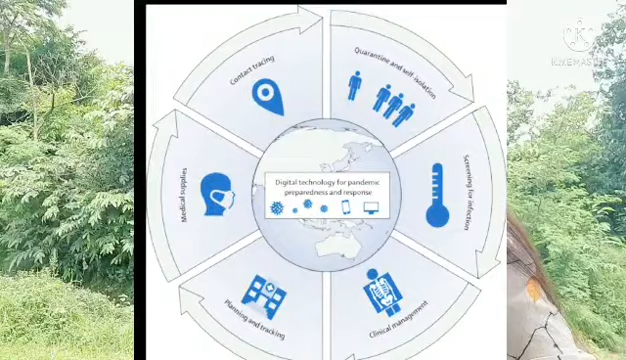 Contact tracing
Quarantine and self-isolation
Screening for infection
Clinical management
Planning and tracking
Medical supplies
Digital technology for pandemic
preparedness and response